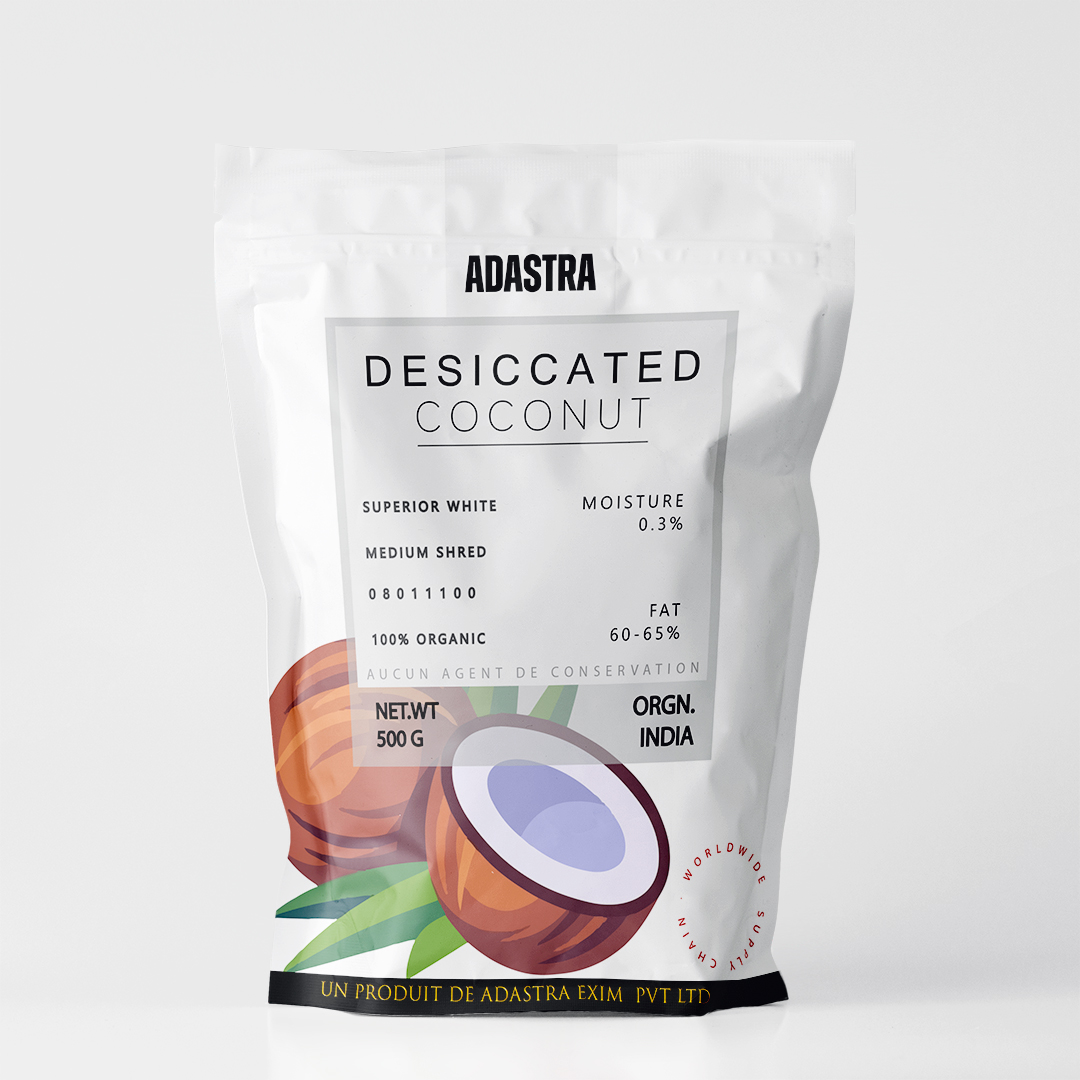 ADASTRA
DESICCATED
COCONUT
SUPERIOR WHITE
MOISTURE
0.3%
MEDIUM SHRED
08011100
FAT
60-65%
100% ORGANIC
AUCUN AGENT DE CONSERVATION
NET.WT
500 G
ORGN.
INDIA
WORLDWIDE SUPPLY CHAIN
UN PRODUIT DE ADASTRA EXIM PVT LTD